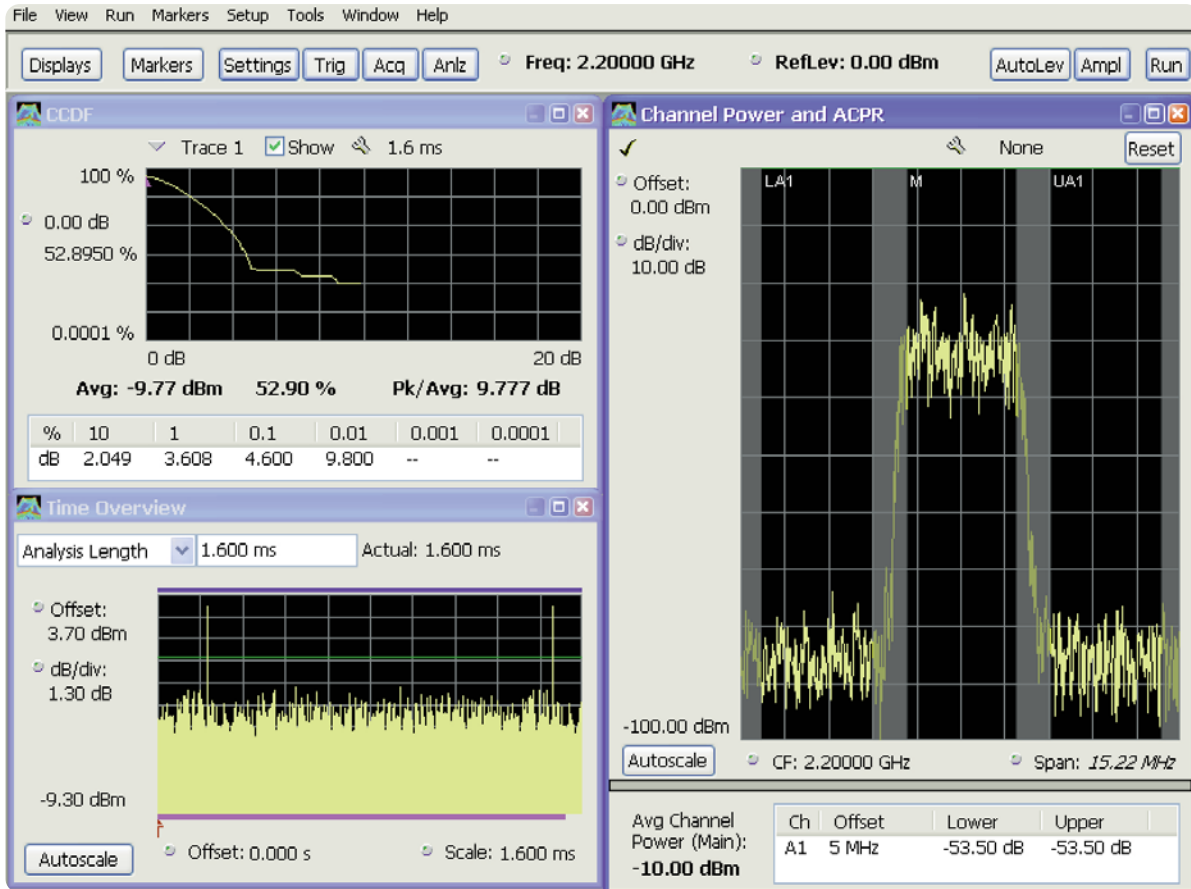 File View Run Markers Setup Tools Window Help
Displays Markers Settings Trig Acq Anlz Freq: 2.20000 GHz RefLev: 0.00 dBm AutoLev Ampl Run
CCDF
Trace 1 Show 1.6 ms
100 %
0.00 dB
52.8950 %
0.0001 %
0 dB 20 dB
Avg: -9.77 dBm 52.90 % Pk/Avg: 9.777 dB
% 10 1 0.1 0.01 0.001 0.0001
dB 2.049 3.608 4.600 9.800 -- --
Time Overview
Analysis Length 1.600 ms Actual: 1.600 ms
Offset:
3.70 dBm
dB/div:
1.30 dB
-9.30 dBm
Autoscale Offset: 0.000 s Scale: 1.600 ms
Channel Power and ACPR
None Reset
Offset:
0.00 dBm
dB/div:
10.00 dB
LA1 M UA1
-100.00 dBm
Autoscale CF: 2.20000 GHz Span: 15.22 MHz
Avg Channel
Power (Main):
-10.00 dBm
Ch Offset Lower Upper
A1 5 MHz -53.50 dB -53.50 dB